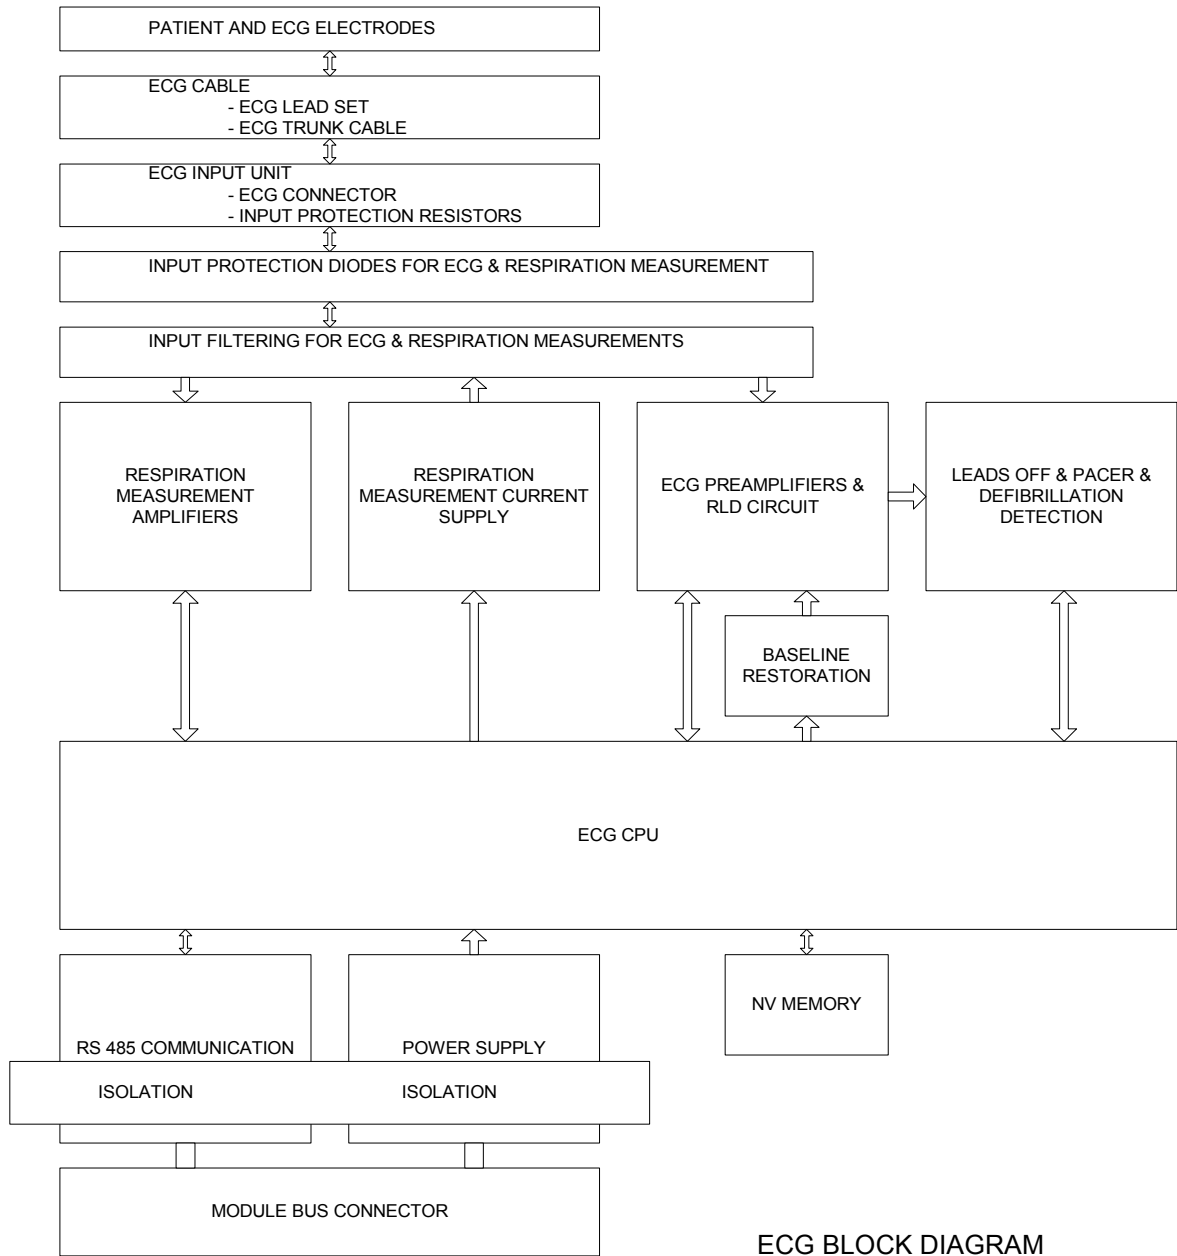 PATIENT AND ECG ELECTRODES
ECG CABLE
- ECG LEAD SET
- ECG TRUNK CABLE
ECG INPUT UNIT
- ECG CONNECTOR
- INPUT PROTECTION RESISTORS
INPUT PROTECTION DIODES FOR ECG & RESPIRATION MEASUREMENT
INPUT FILTERING FOR ECG & RESPIRATION MEASUREMENTS
RESPIRATION
MEASUREMENT
AMPLIFIERS
RESPIRATION
MEASUREMENT CURRENT
SUPPLY
ECG PREAMPLIFIERS &
RLD CIRCUIT
LEADS OFF & PACER &
DEFIBRILLATION
DETECTION
BASELINE
RESTORATION
ECG CPU
RS 485 COMMUNICATION
POWER SUPPLY
NV MEMORY
ISOLATION
ISOLATION
MODULE BUS CONNECTOR
ECG BLOCK DIAGRAM